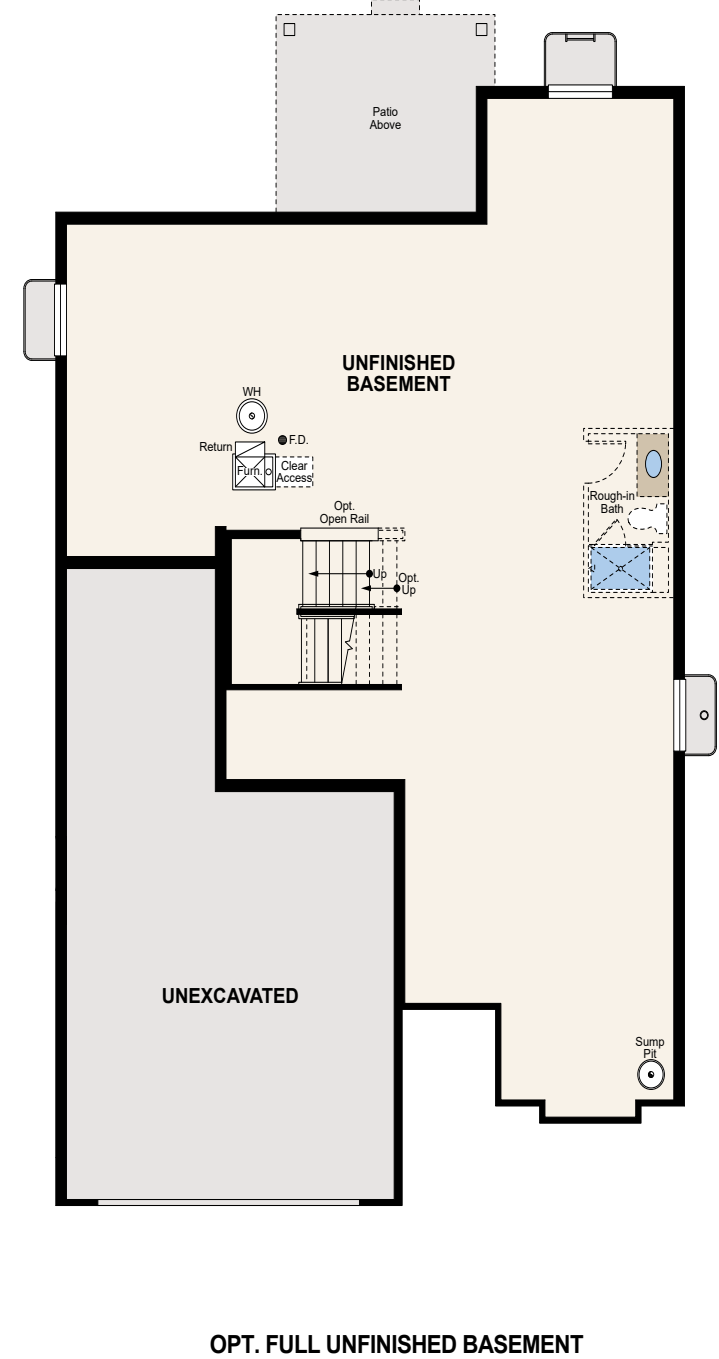 Patio
Above
UNFINISHED
BASEMENT
WH
F.D.
Return
Furn.
Clear
Access
Rough-in
Bath
Opt.
Open Rail
Up
Opt.
Up
UNEXCAVATED
Sump
Pit
OPT. FULL UNFINISHED BASEMENT